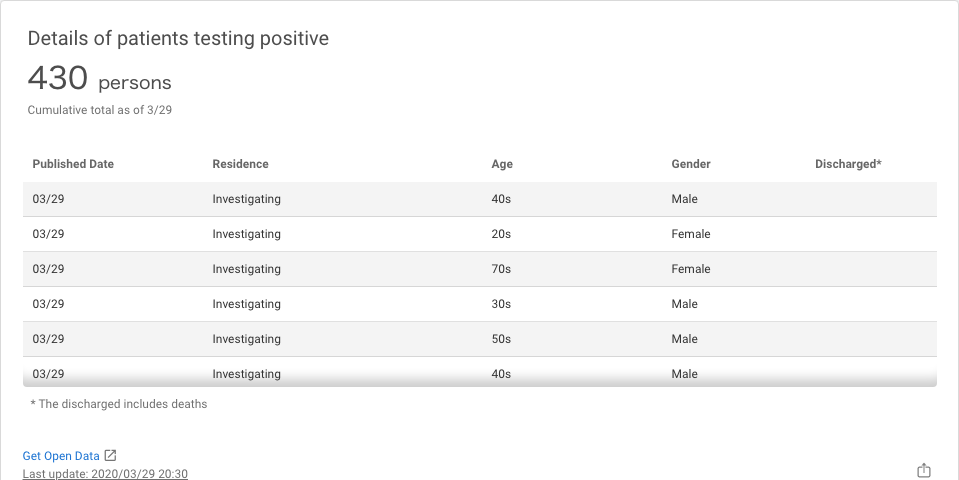 Details of patients testing positive
430 persons
Cumulative total as of 3/29
Published Date Residence Age Gender Discharged*
03/29 Investigating 40s Male
03/29 Investigating 20s Female
03/29 Investigating 70s Female
03/29 Investigating 30s Male
03/29 Investigating 50s Male
03/29 Investigating 40s Male
* The discharged includes deaths
Get Open Data
Last update: 2020/03/29 20:30